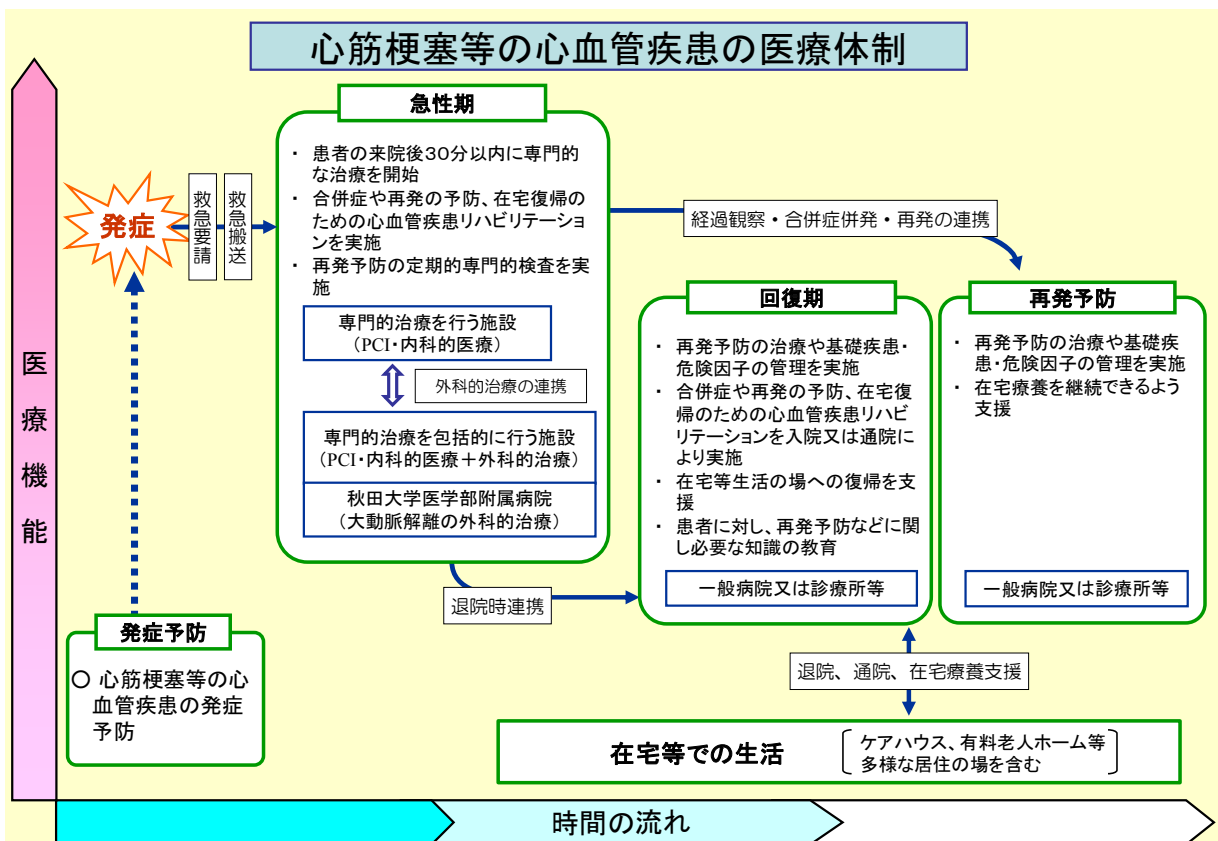 心筋梗塞等の心血管疾患の医療体制
医療機能
急性期
・ 患者の来院後30分以内に専門的
な治療を開始
・ 合併症や再発の予防、在宅復帰の
ための心血管疾患リハビリテーショ
ンを実施
・ 再発予防の定期的専門的検査を実
施
専門的治療を行う施設
(PCI・内科的医療)
外科的治療の連携
専門的治療を包括的に行う施設
(PCI・内科的医療＋外科的治療)
秋田大学医学部附属病院
(大動脈解離の外科的治療)
発症
救急要請
救急搬送
経過観察・合併症併発・再発の連携
回復期
・ 再発予防の治療や基礎疾患・
危険因子の管理を実施
・ 合併症や再発の予防、在宅復
帰のための心血管疾患リハビ
リテーションを入院又は通院に
より実施
・ 在宅等生活の場への復帰を支
援
・ 患者に対し、再発予防などに関
し必要な知識の教育
一般病院又は診療所等
再発予防
・ 再発予防の治療や基礎疾
患・危険因子の管理を実施
・ 在宅療養を継続できるよう
支援
一般病院又は診療所等
退院時連携
発症予防
○ 心筋梗塞等の心
血管疾患の発症
予防
退院、通院、在宅療養支援
在宅等での生活
ケアハウス、有料老人ホーム等
多様な居住の場を含む
時間の流れ